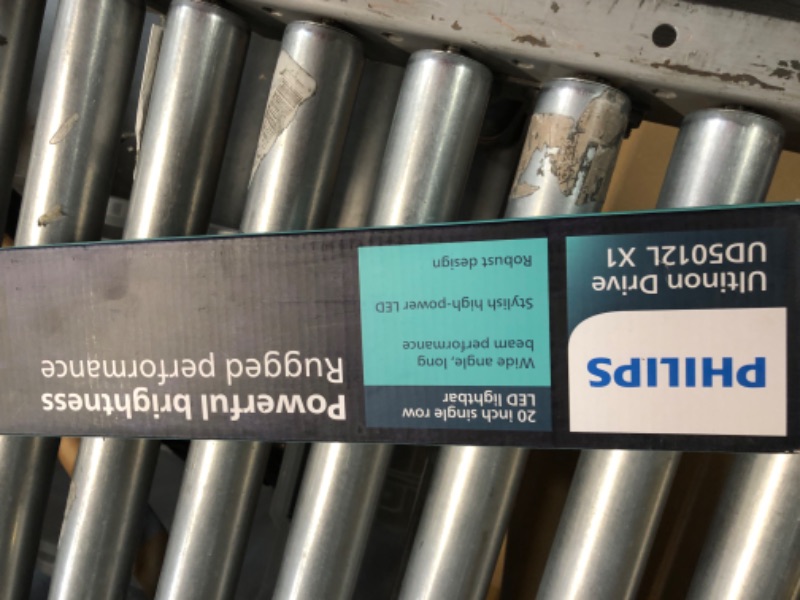 PHILIPS
Ultinon Drive
UD5012L X1
20 inch single row
LED lightbar
Wide angle, long
beam performance
Stylish high-power LED
Robust design
Powerful brightness
Rugged performance